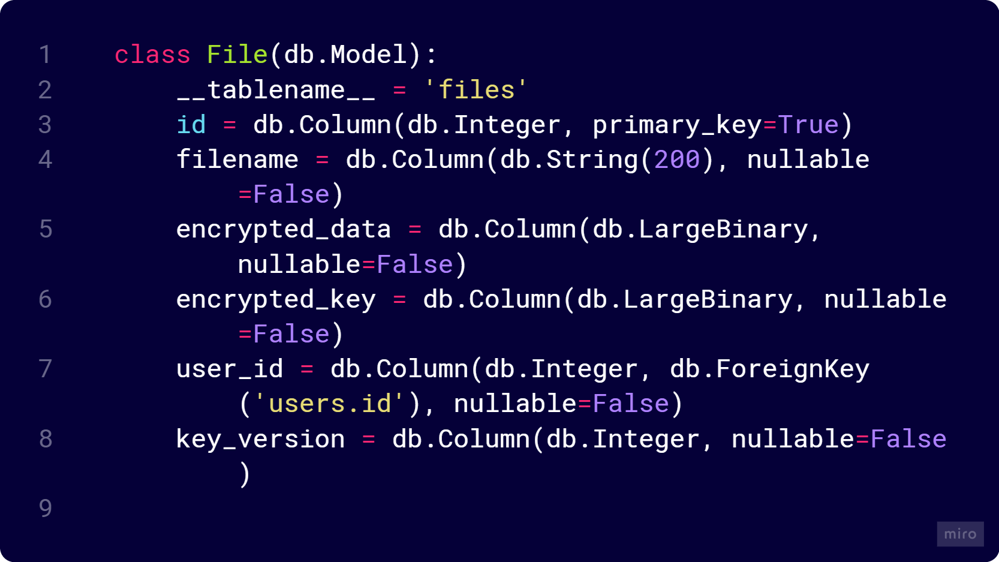 1 class File(db.Model):
2 __tablename__ = 'files'
3 id = db.Column(db.Integer, primary_key=True)
4 filename = db.Column(db.String(200), nullable
=False)
5 encrypted_data = db.Column(db.LargeBinary,
nullable=False)
6 encrypted_key = db.Column(db.LargeBinary, nullable
=False)
7 user_id = db.Column(db.Integer, db.ForeignKey
('users.id'), nullable=False)
8 key_version = db.Column(db.Integer, nullable=False
)
9
miro